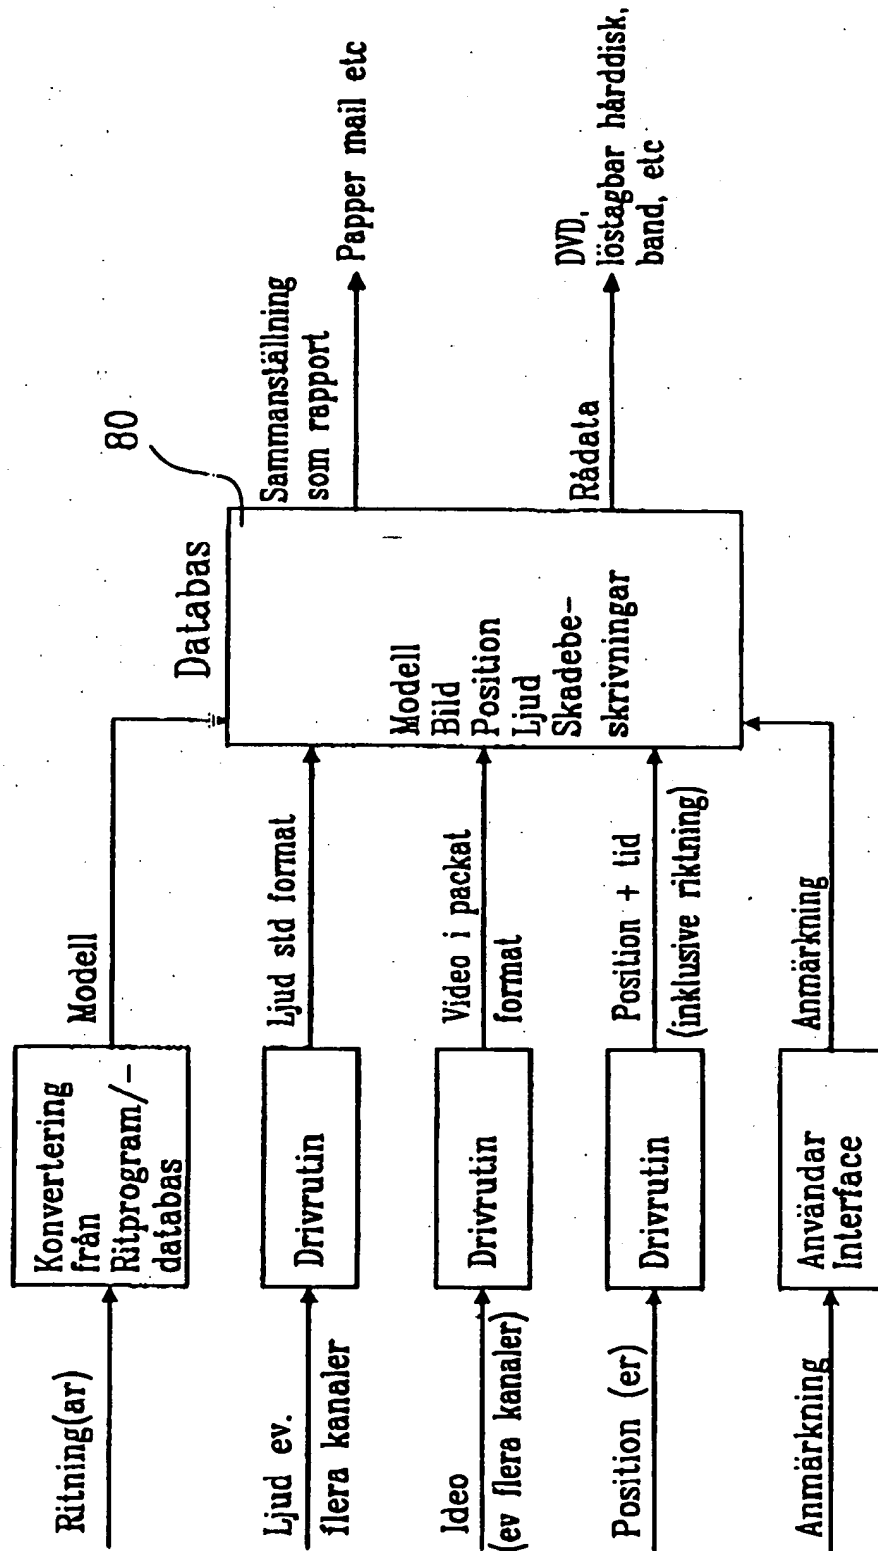 Ritning(ar)
Konvertering
från
Ritprogram/-
databas
Modell
Ljud ev.
flera kanaler
Drivrutin
Ljud std format
Ideo
(ev flera kanaler)
Drivrutin
Video i packat
format
Position (er)
Drivrutin
Position + tid
(inklusive riktning)
Anmärkning
Användar
Interface
Anmärkning
Databas
80
Modell
Bild
Position
Ljud
Skadebe-
skrivningar
Sammanställning
som rapport
Papper mail etc
Rådata
DVD,
löstagbar hårddisk,
band, etc